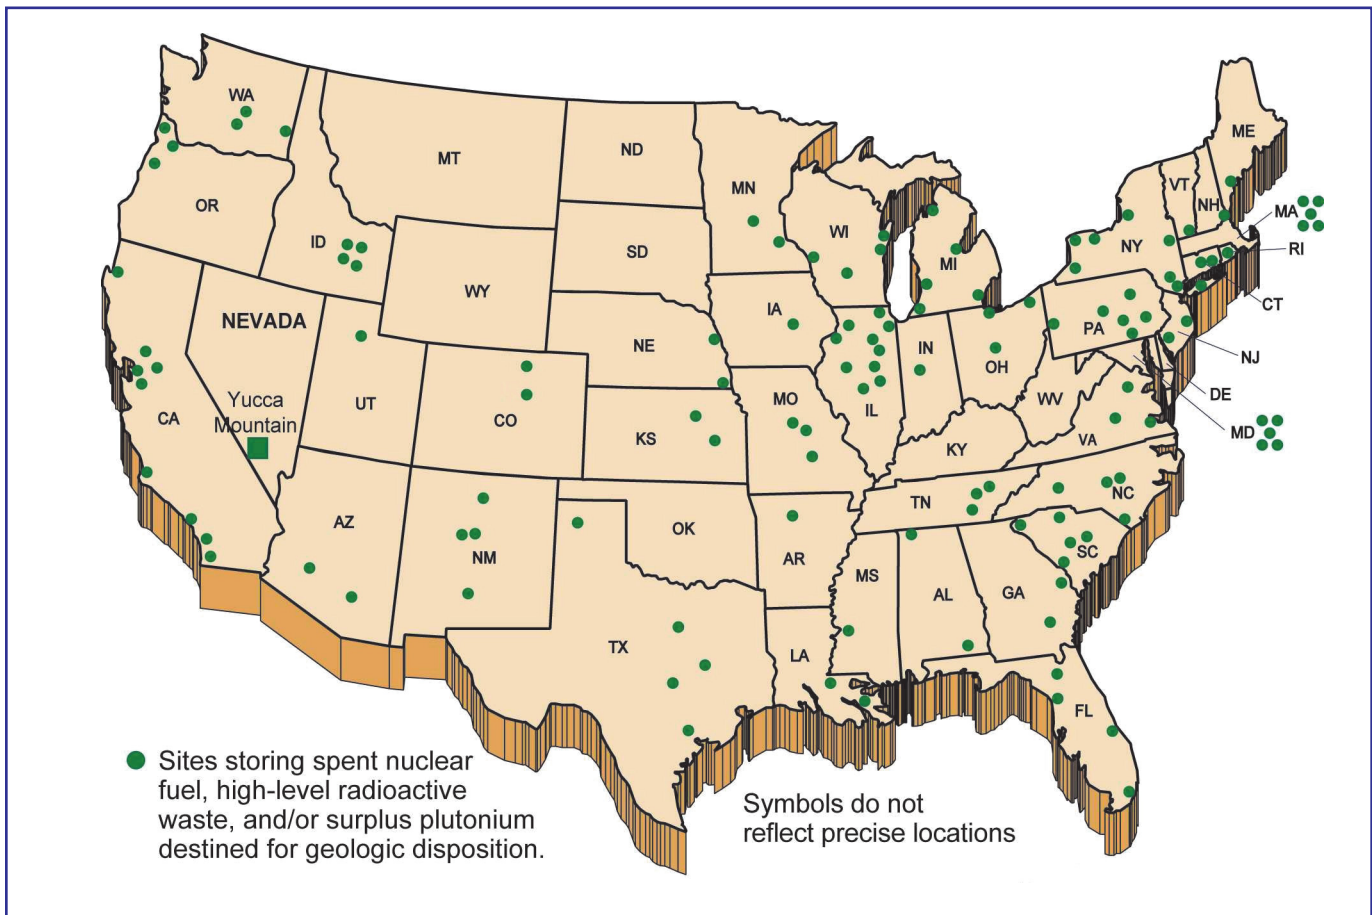 WA
MT
ND
MN
ME
VT
NH
MA
OR
ID
SD
WI
NY
RI
MI
WY
CT
NEVADA
IA
PA
NE
IN
OH
NJ
UT
CO
IL
MO
WV
DE
Yucca
Mountain
CA
KS
VA
MD
KY
TN
NC
AZ
NM
OK
AR
SC
MS
AL
GA
TX
LA
FL
Sites storing spent nuclear
fuel, high-level radioactive
waste, and/or surplus plutonium
destined for geologic disposition.
Symbols do not
reflect precise locations